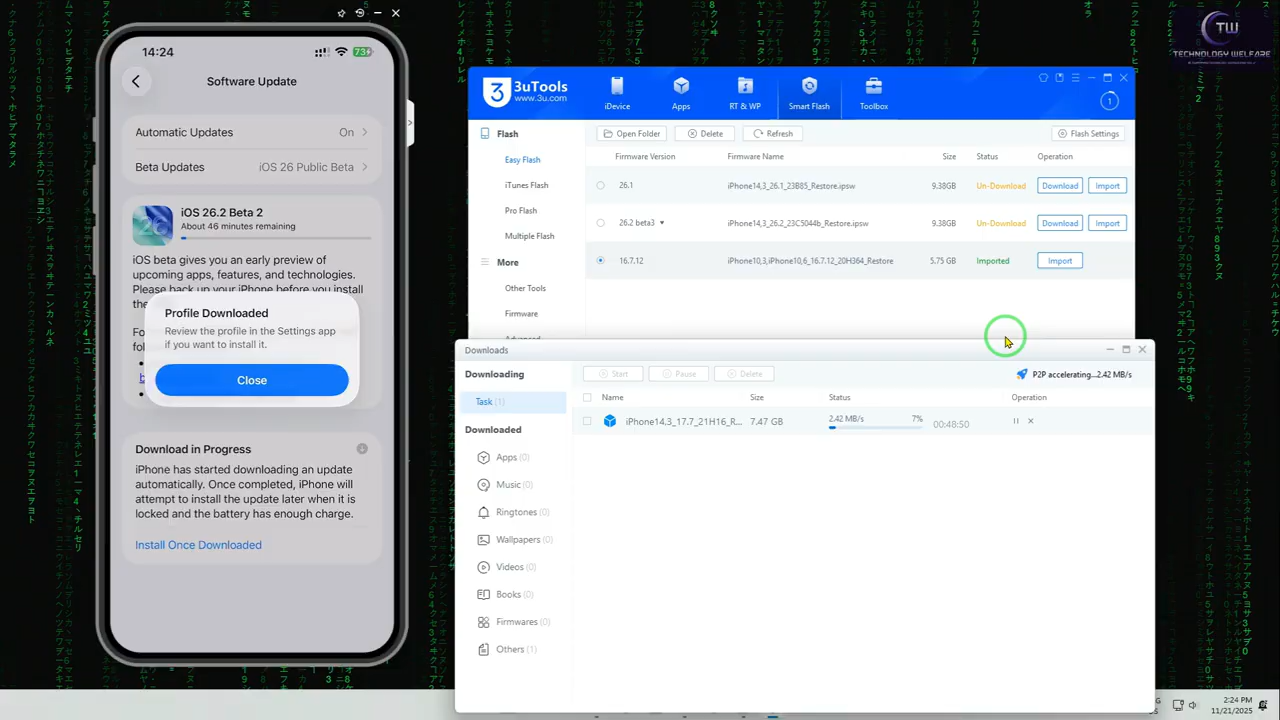 14:24
73
Software Update
Automatic Updates
On
Beta Updates
iOS 26 Public Beta
iOS 26.2 Beta 2
About 46 minutes remaining
iOS beta gives you an early preview of
upcoming apps, features, and technologies.
Please back up your iPhone before you install
the
Fo
fol
b
Profile Downloaded
Review the profile in the Settings app
if you want to install it.
Close
Download in Progress
iPhone has started downloading an update
automatically. Once completed, iPhone will
attempt to install the update later when it is
locked and the battery has enough charge.
Install Once Downloaded
3
3uTools
www.3u.com
iDevice
Apps
RT & WP
Smart Flash
Toolbox
1
Flash
Easy Flash
iTunes Flash
Pro Flash
Multiple Flash
More
Other Tools
Firmware
Open Folder
Delete
Refresh
Flash Settings
Firmware Version
Firmware Name
Size
Status
Operation
26.1
iPhone14,3_26.1_23B85_Restore.ipsw
9.38GB
Un-Download
Download
Import
26.2 beta3
iPhone14,3_26.2_23C5044b_Restore.ipsw
9.38GB
Un-Download
Download
Import
16.7.12
iPhone10,3,iPhone10,6_16.7.12_20H364_Restore
5.75 GB
Imported
Import
Downloads
Downloading
Task (1)
Downloaded
Apps (0)
Music (0)
Ringtones (0)
Wallpapers (0)
Videos (0)
Books (0)
Firmwares (0)
Others (1)
Start
Pause
Delete
P2P accelerating...2.42 MB/s
Name
Size
Status
Operation
iPhone14,3_17.7_21H16_R...
7.47 GB
2.42 MB/s
7%
00:48:50
TW
TECHNOLOGY WELFARE
2:24 PM
11/21/2025